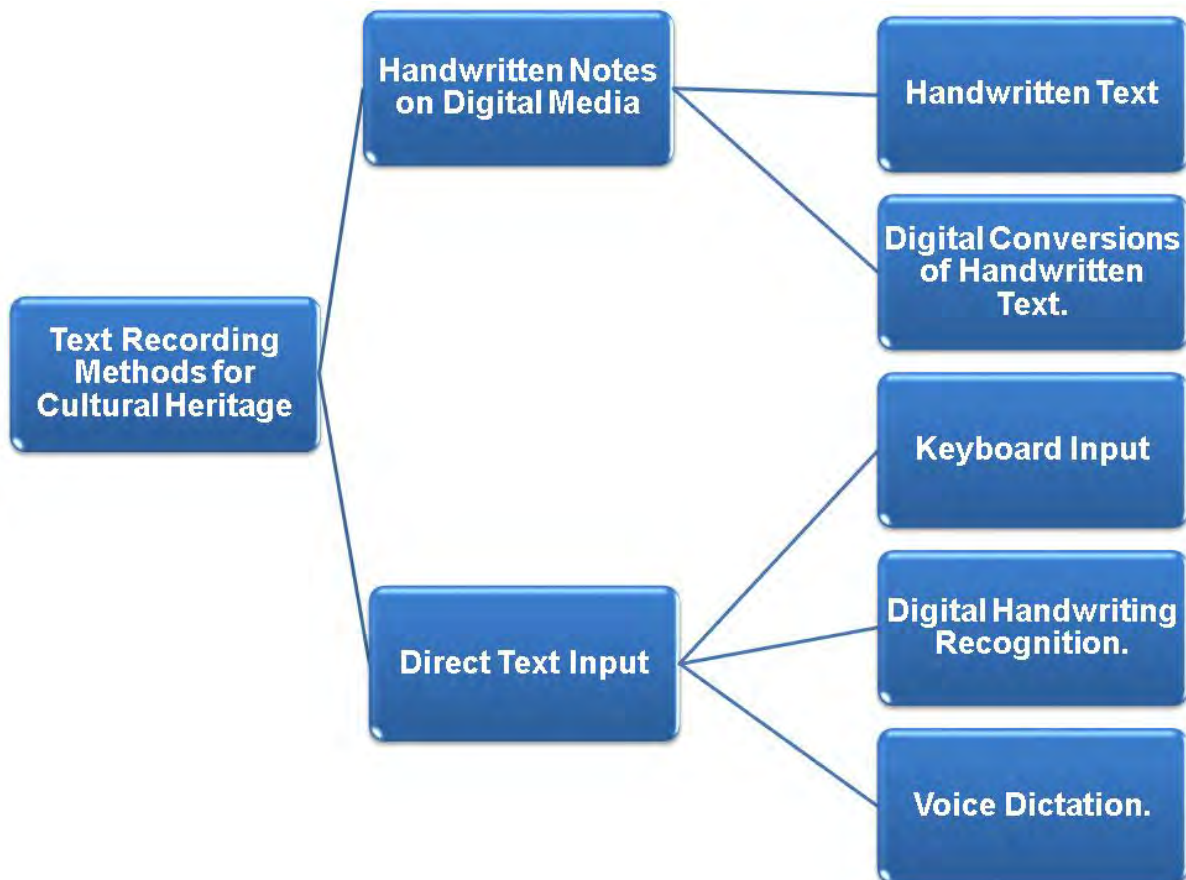 Handwritten Notes
on Digital Media
Handwritten Text
Digital Conversions
of Handwritten
Text.
Text Recording
Methods for
Cultural Heritage
Keyboard Input
Direct Text Input
Digital Handwriting
Recognition.
Voice Dictation.